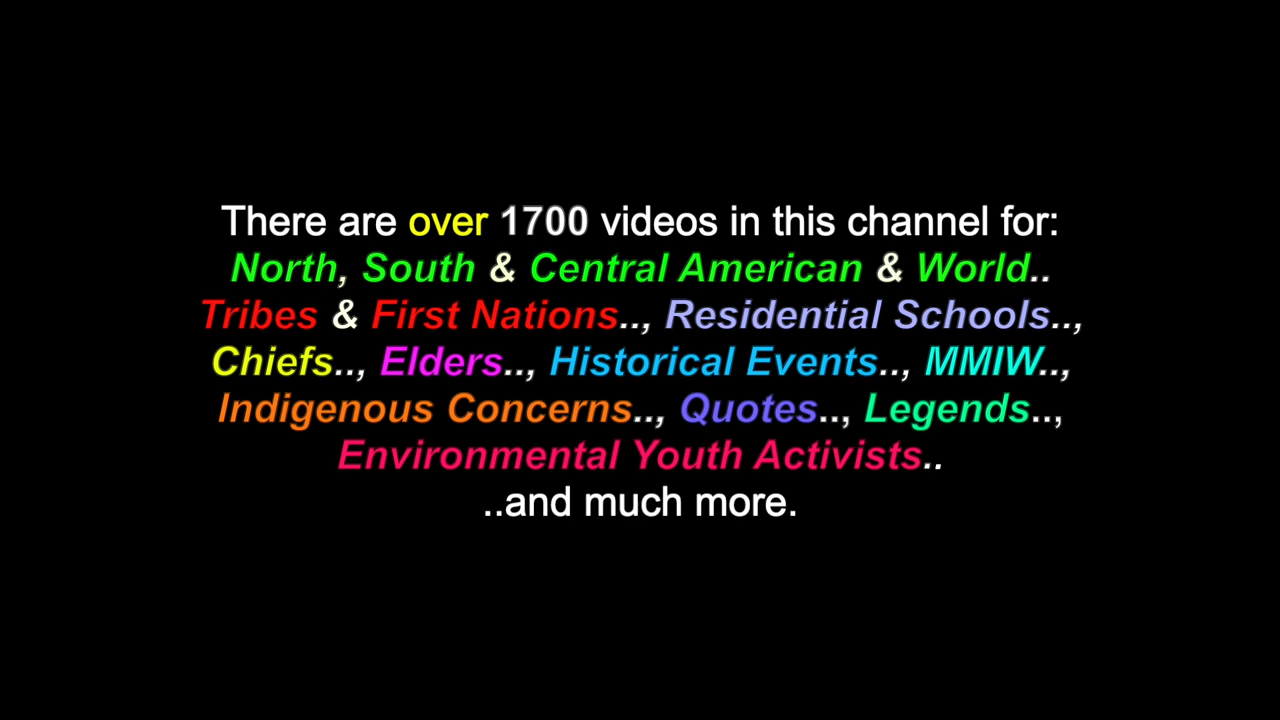 There are over 1700 videos in this channel for:
North, South & Central American & World..
Tribes & First Nations.., Residential Schools..,
Chiefs.., Elders.., Historical Events.., MMIW..,
Indigenous Concerns.., Quotes.., Legends..,
Environmental Youth Activists..
..and much more.